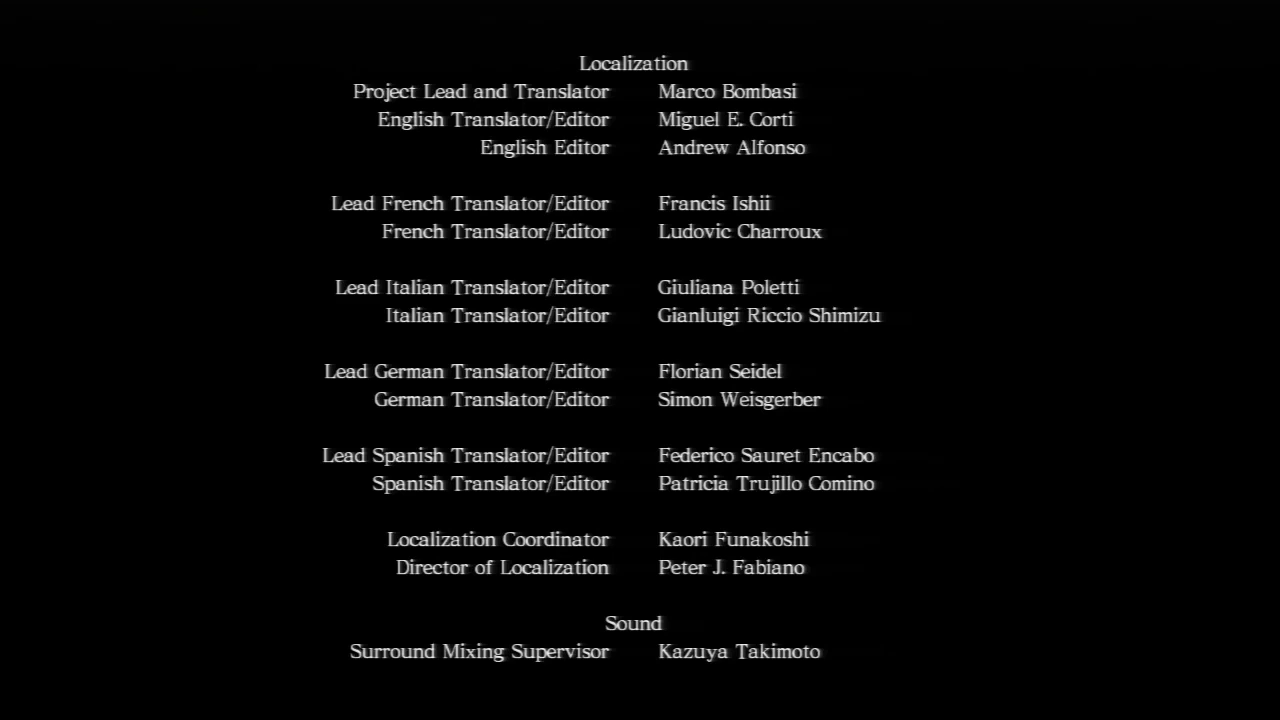 Localization
Project Lead and Translator Marco Bombasi
English Translator/Editor Miguel E. Corti
English Editor Andrew Alfonso
Lead French Translator/Editor Francis Ishii
French Translator/Editor Ludovic Charroux
Lead Italian Translator/Editor Giuliana Poletti
Italian Translator/Editor Gianluigi Riccio Shimizu
Lead German Translator/Editor Florian Seidel
German Translator/Editor Simon Weisgerber
Lead Spanish Translator/Editor Federico Sauret Encabo
Spanish Translator/Editor Patricia Trujillo Comino
Localization Coordinator Kaori Funakoshi
Director of Localization Peter J. Fabiano
Sound
Surround Mixing Supervisor Kazuya Takimoto